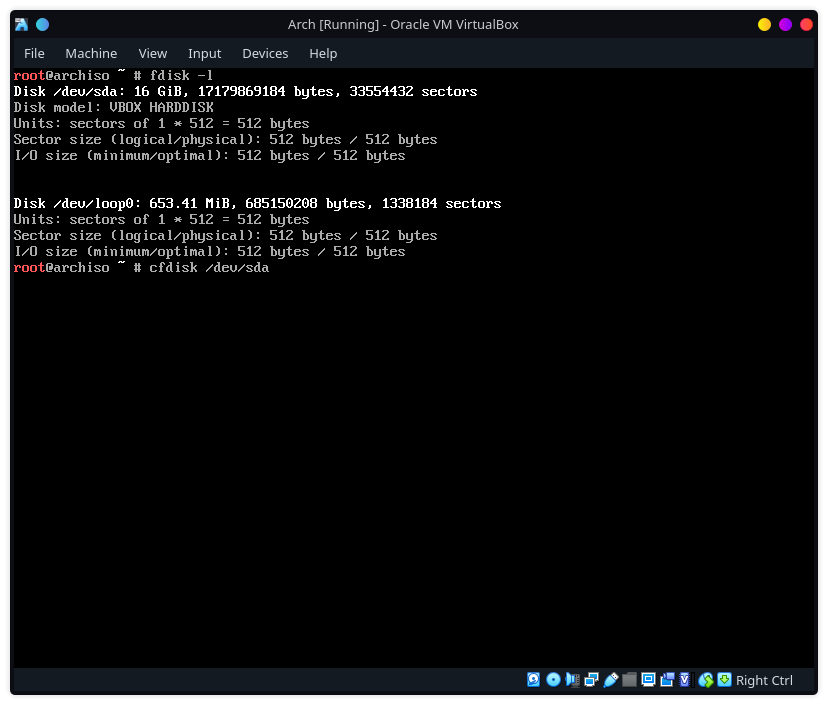 Arch [Running] - Oracle VM VirtualBox
File Machine View Input Devices Help
root@archiso ~ # fdisk -l
Disk /dev/sda: 16 GiB, 17179869184 bytes, 33554432 sectors
Disk model: VBOX HARDDISK
Units: sectors of 1 * 512 = 512 bytes
Sector size (logical/physical): 512 bytes / 512 bytes
I/O size (minimum/optimal): 512 bytes / 512 bytes
Disk /dev/loop0: 653.41 MiB, 685150208 bytes, 1338184 sectors
Units: sectors of 1 * 512 = 512 bytes
Sector size (logical/physical): 512 bytes / 512 bytes
I/O size (minimum/optimal): 512 bytes / 512 bytes
root@archiso ~ # cfdisk /dev/sda
Right Ctrl